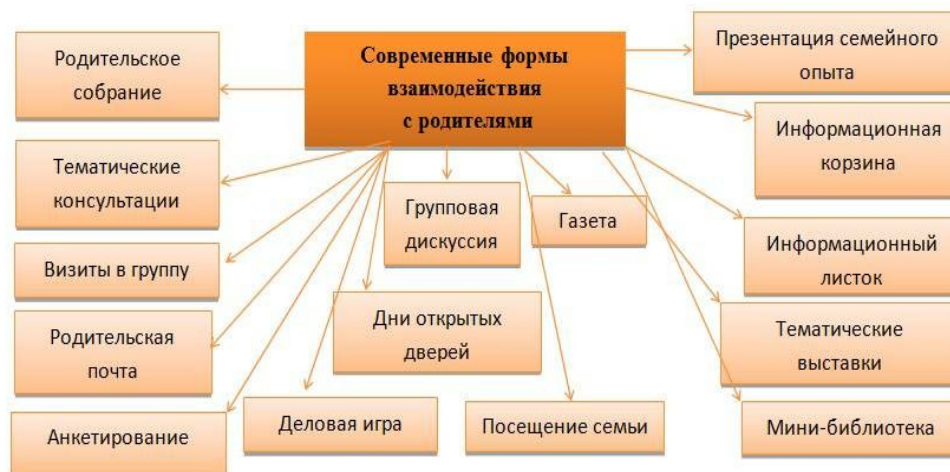 Современные формы
взаимодействия
с родителями
Родительское
собрание
Тематические
консультации
Визиты в группу
Родительская
почта
Анкетирование
Деловая игра
Дни открытых
дверей
Групповая
дискуссия
Газета
Посещение семьи
Презентация семейного
опыта
Информационная
корзина
Информационный
листок
Тематические
выставки
Мини-библиотека